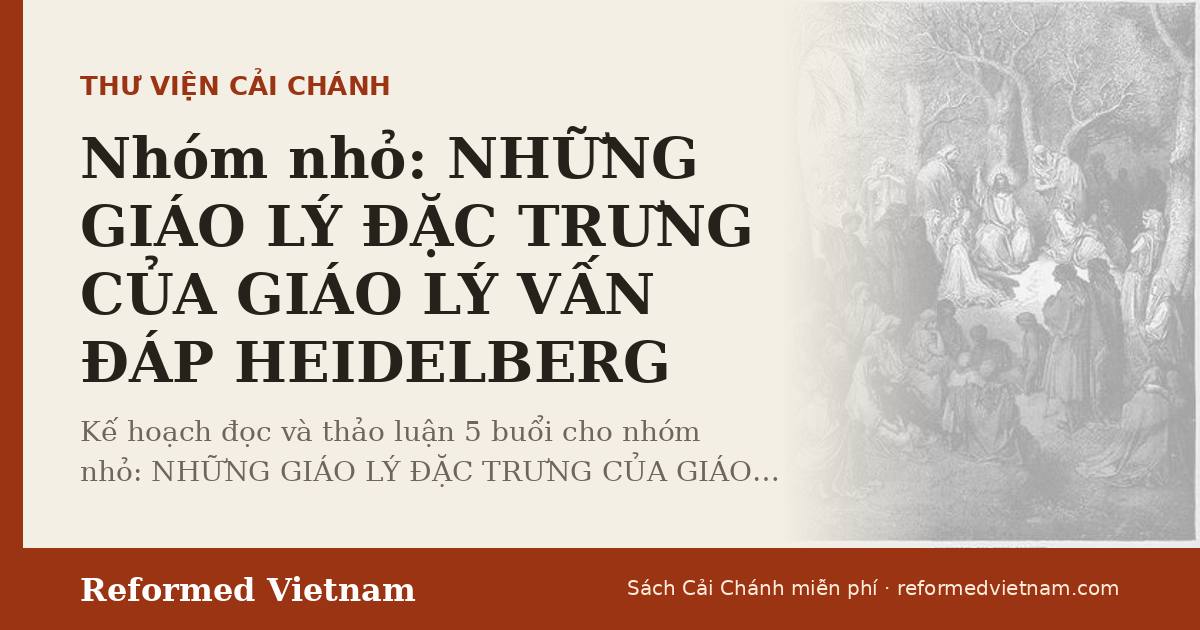 THƯ VIỆN CẢI CHÁNH
Nhóm nhỏ: NHỮNG
GIÁO LÝ ĐẶC TRƯNG
CỦA GIÁO LÝ VẤN
ĐÁP HEIDELBERG
Kế hoạch đọc và thảo luận 5 buổi cho nhóm
nhỏ: NHỮNG GIÁO LÝ ĐẶC TRƯNG CỦA GIÁO...
Reformed Vietnam
Sách Cải Chánh miễn phí · reformedvietnam.com